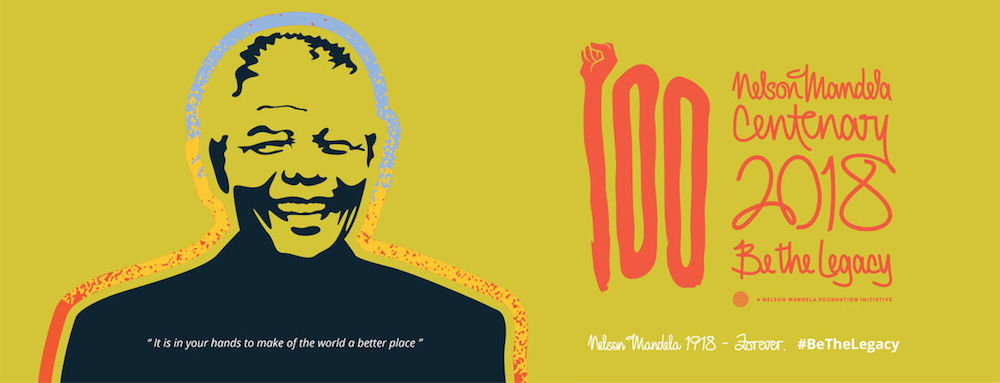 “ It is in your hands to make of the world a better place ”
100
Nelson Mandela
Centenary
2018
Be the Legacy
A NELSON MANDELA FOUNDATION INITIATIVE
Nelson Mandela 1918 – Forever. #BeTheLegacy